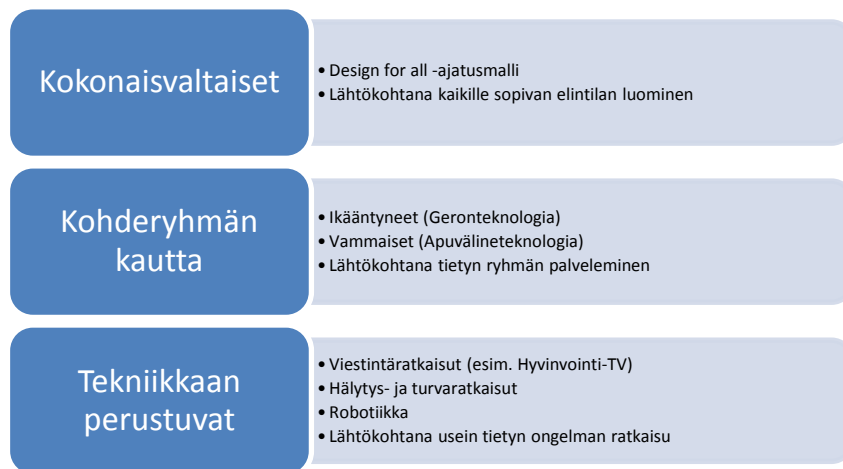 Kokonaisvaltaiset
• Design for all -ajatusmalli
• Lähtökohtana kaikille sopivan elintilan luominen
Kohderyhmän
kautta
• Ikääntyneet (Geronteknologia)
• Vammaiset (Apuvälineteknologia)
• Lähtökohtana tietyn ryhmän palveleminen
Tekniikkaan
perustuvat
• Viestintäratkaisut (esim. Hyvinvointi-TV)
• Hälytys- ja turvaratkaisut
• Robotiikka
• Lähtökohtana usein tietyn ongelman ratkaisu